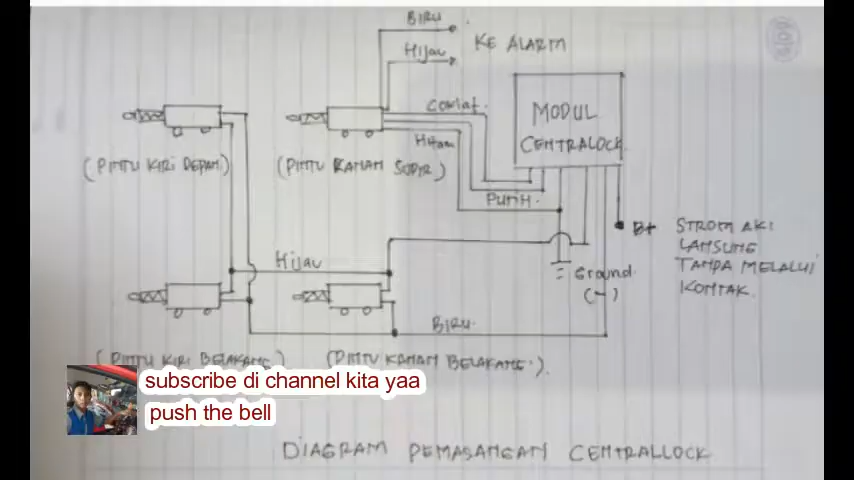 BIRU
Hijau
KE ALARM
Coklat
Hitam
MODUL
CENTRALOCK
(PINTU KIRI DEPAN)
(PINTU KANAN SUPIR)
PUTIH
B+
STROM AKI
LANSUNG
TANPA MELALUI
KONTAK.
Hijau
Ground
(-)
BIRU.
(PINTU KIRI BELAKANG)
(PINTU KANAN BELAKANG.)
subscribe di channel kita yaa
push the bell
DIAGRAM PEMASANGAN CENTRALLOCK